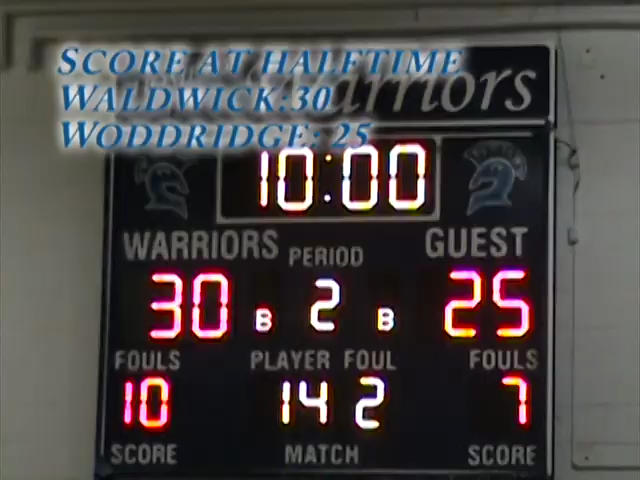 SCORE AT HALFTIME
Warriors
WALDWICK:30
WODDRIDGE: 25
10:00
WARRIORS PERIOD GUEST
30 B 2 B 25
FOULS PLAYER FOUL FOULS
10 14 2 7
SCORE MATCH SCORE